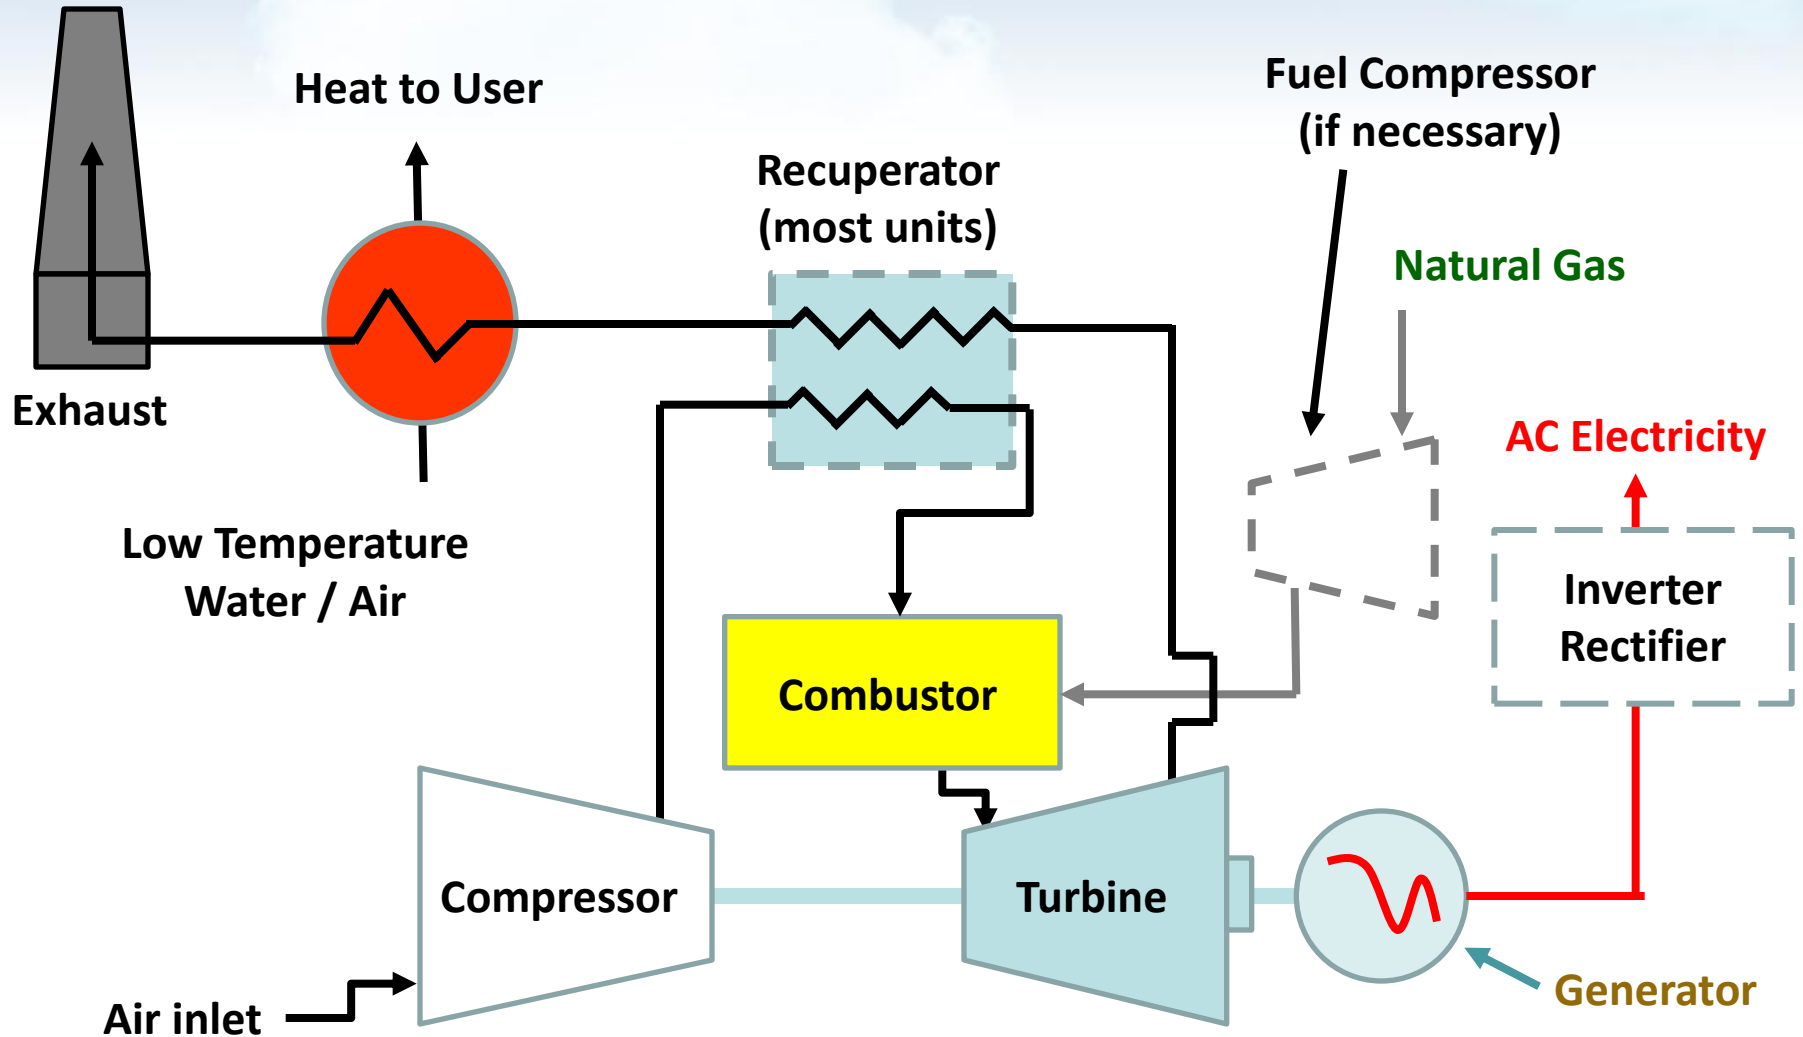 Heat to User
Fuel Compressor
(if necessary)
Recuperator
(most units)
Natural Gas
Exhaust
AC Electricity
Low Temperature
Water / Air
Inverter
Rectifier
Combustor
Compressor
Turbine
Generator
Air inlet